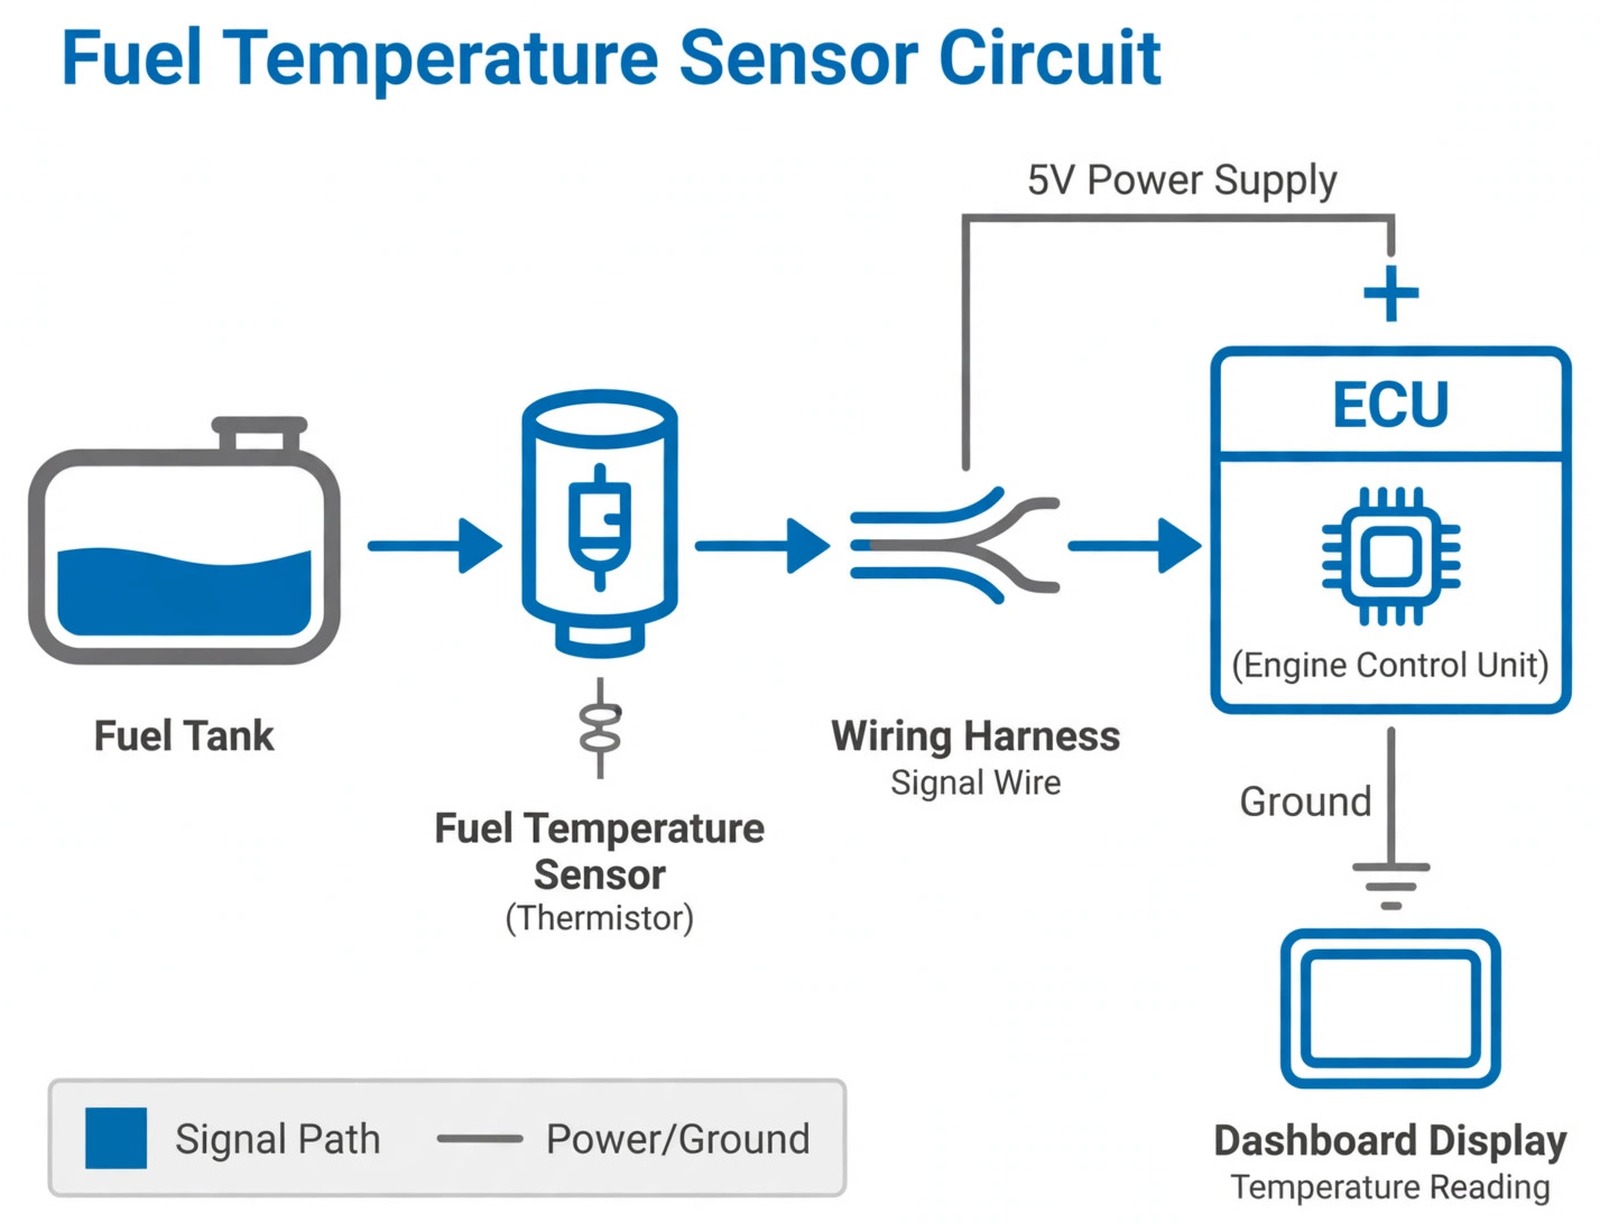 Fuel Temperature Sensor Circuit
5V Power Supply
+
ECU
(Engine Control Unit)
Fuel Tank
Wiring Harness
Signal Wire
Ground
Fuel Temperature
Sensor
(Thermistor)
Signal Path
Power/Ground
Dashboard Display
Temperature Reading